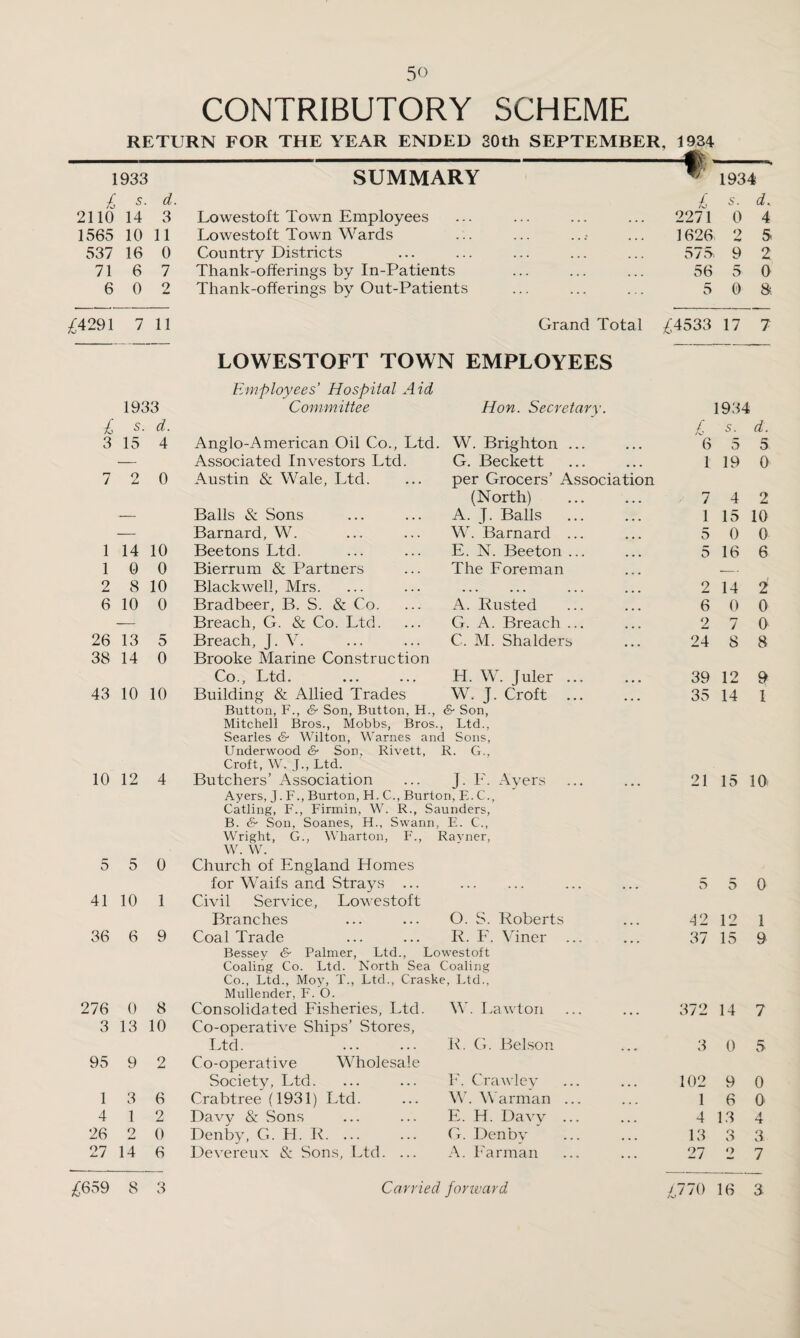 50
CONTRIBUTORY SCHEME
RETURN FOR THE YEAR ENDED 30th SEPTEMBER, 1934
1933 SUMMARY 1934
£ s. d. £ s. d.
2110 14 3 Lowestoft Town Employees ... ... ... ... 2271 0 4
1565 10 11 Lowestoft Town Wards ... ... ... ... 1626 2 5
537 16 0 Country Districts ... ... ... ... ... 575 9 2
71 6 7 Thank-offerings by In-Patients ... ... ... 56 5 0
6 0 2 Thank-offerings by Out-Patients ... ... ... 5 0 8
£4291 7 11 Grand Total £4533 17 7
LOWESTOFT TOWN EMPLOYEES
Employees' Hospital Aid
1933 Committee Hon. Secretary. 1934
£ s. d. £ s. d.
3 15 4 Anglo-American Oil Co., Ltd. W. Brighton ... ... 6 5 5
— Associated Investors Ltd. G. Beckett ... ... 1 19 0
7 2 0 Austin & Wale, Ltd. ... per Grocers' Association
(North) ... ... 7 4 2
— Balls & Sons ... ... A. J. Balls ... ... 1 15 10
— Barnard, W. ... ... W. Barnard ... ... 5 0 0
1 14 10 Beetons Ltd. ... ... E. N. Beeton ... ... 5 16 6
1 0 0 Bierrum & Partners ... The Foreman ... —
2 8 10 Blackwell, Mrs. ... ... ... ... ... ... 2 14 2
6 10 0 Bradbeer, B. S. & Co. ... A. Rusted ... ... 6 0 0
— Breach, G. & Co. Ltd. ... G. A. Breach ... ... 2 7 0
26 13 5 Breach, J. V. ... ... C. M. Shalders ... 24 8 8
38 14 0 Brooke Marine Construction
Co., Ltd. ... ... H. W. Juler ... ... 39 12 9
43 10 10 Building & Allied Trades W. J. Croft ... ... 35 14 1
Button, F., & Son, Button, H., & Son,
Mitchell Bros., Mobbs, Bros., Ltd.,
Searles & Wilton, Warnes and Sons,
Underwood & Son, Rivett, R. G.,
Croft, W. J., Ltd.
10 12 4 Butchers' Association ... J. F. Ayers ... ... 21 15 10
Ayers, J. F., Burton, H. C., Burton, E. C.,
Catling, F., Firmin, W. R., Saunders,
B. & Son, Soanes, H., Swann, E. C.,
Wright, G., Wharton, F., Rayner,
W. W.
5 5 0 Church of England Homes
for Waifs and Strays ... ... ... ... ... 5 5 0
41 10 1 Civil Service, Lowestoft
Branches ... ... O. S. Roberts ... 42 12 1
36 6 9 Coal Trade ... ... R. F. Viner ... ... 37 15 9
Bessey & Palmer, Ltd., Lowestoft
Coaling Co. Ltd. North Sea Coaling
Co., Ltd., Moy, T., Ltd., Craske, Ltd.,
Mullender, F. O.
276 0 8 Consolidated Fisheries, Ltd. W. Lawton ... ... 372 14 7
3 13 10 Co-operative Ships' Stores,
Ltd. ... ... R. G. Belson ... 3 0 5
95 9 2 Co-operative Wholesale
Society, Ltd. ... ... F. Crawley ... ... 102 9 0
1 3 6 Crabtree (1931) Ltd. ... W. Warman ... ... 1 6 0
4 1 2 Davy & Sons ... ... E. H. Davy ... ... 4 13 4
26 2 0 Denby, G. H. R. ... ... G. Denby ... ... 13 3 3
27 14 6 Devereux & Sons, Ltd. ... A. Farman ... ... 27 2 7
£659 8 3 Carried forward £770 16 3